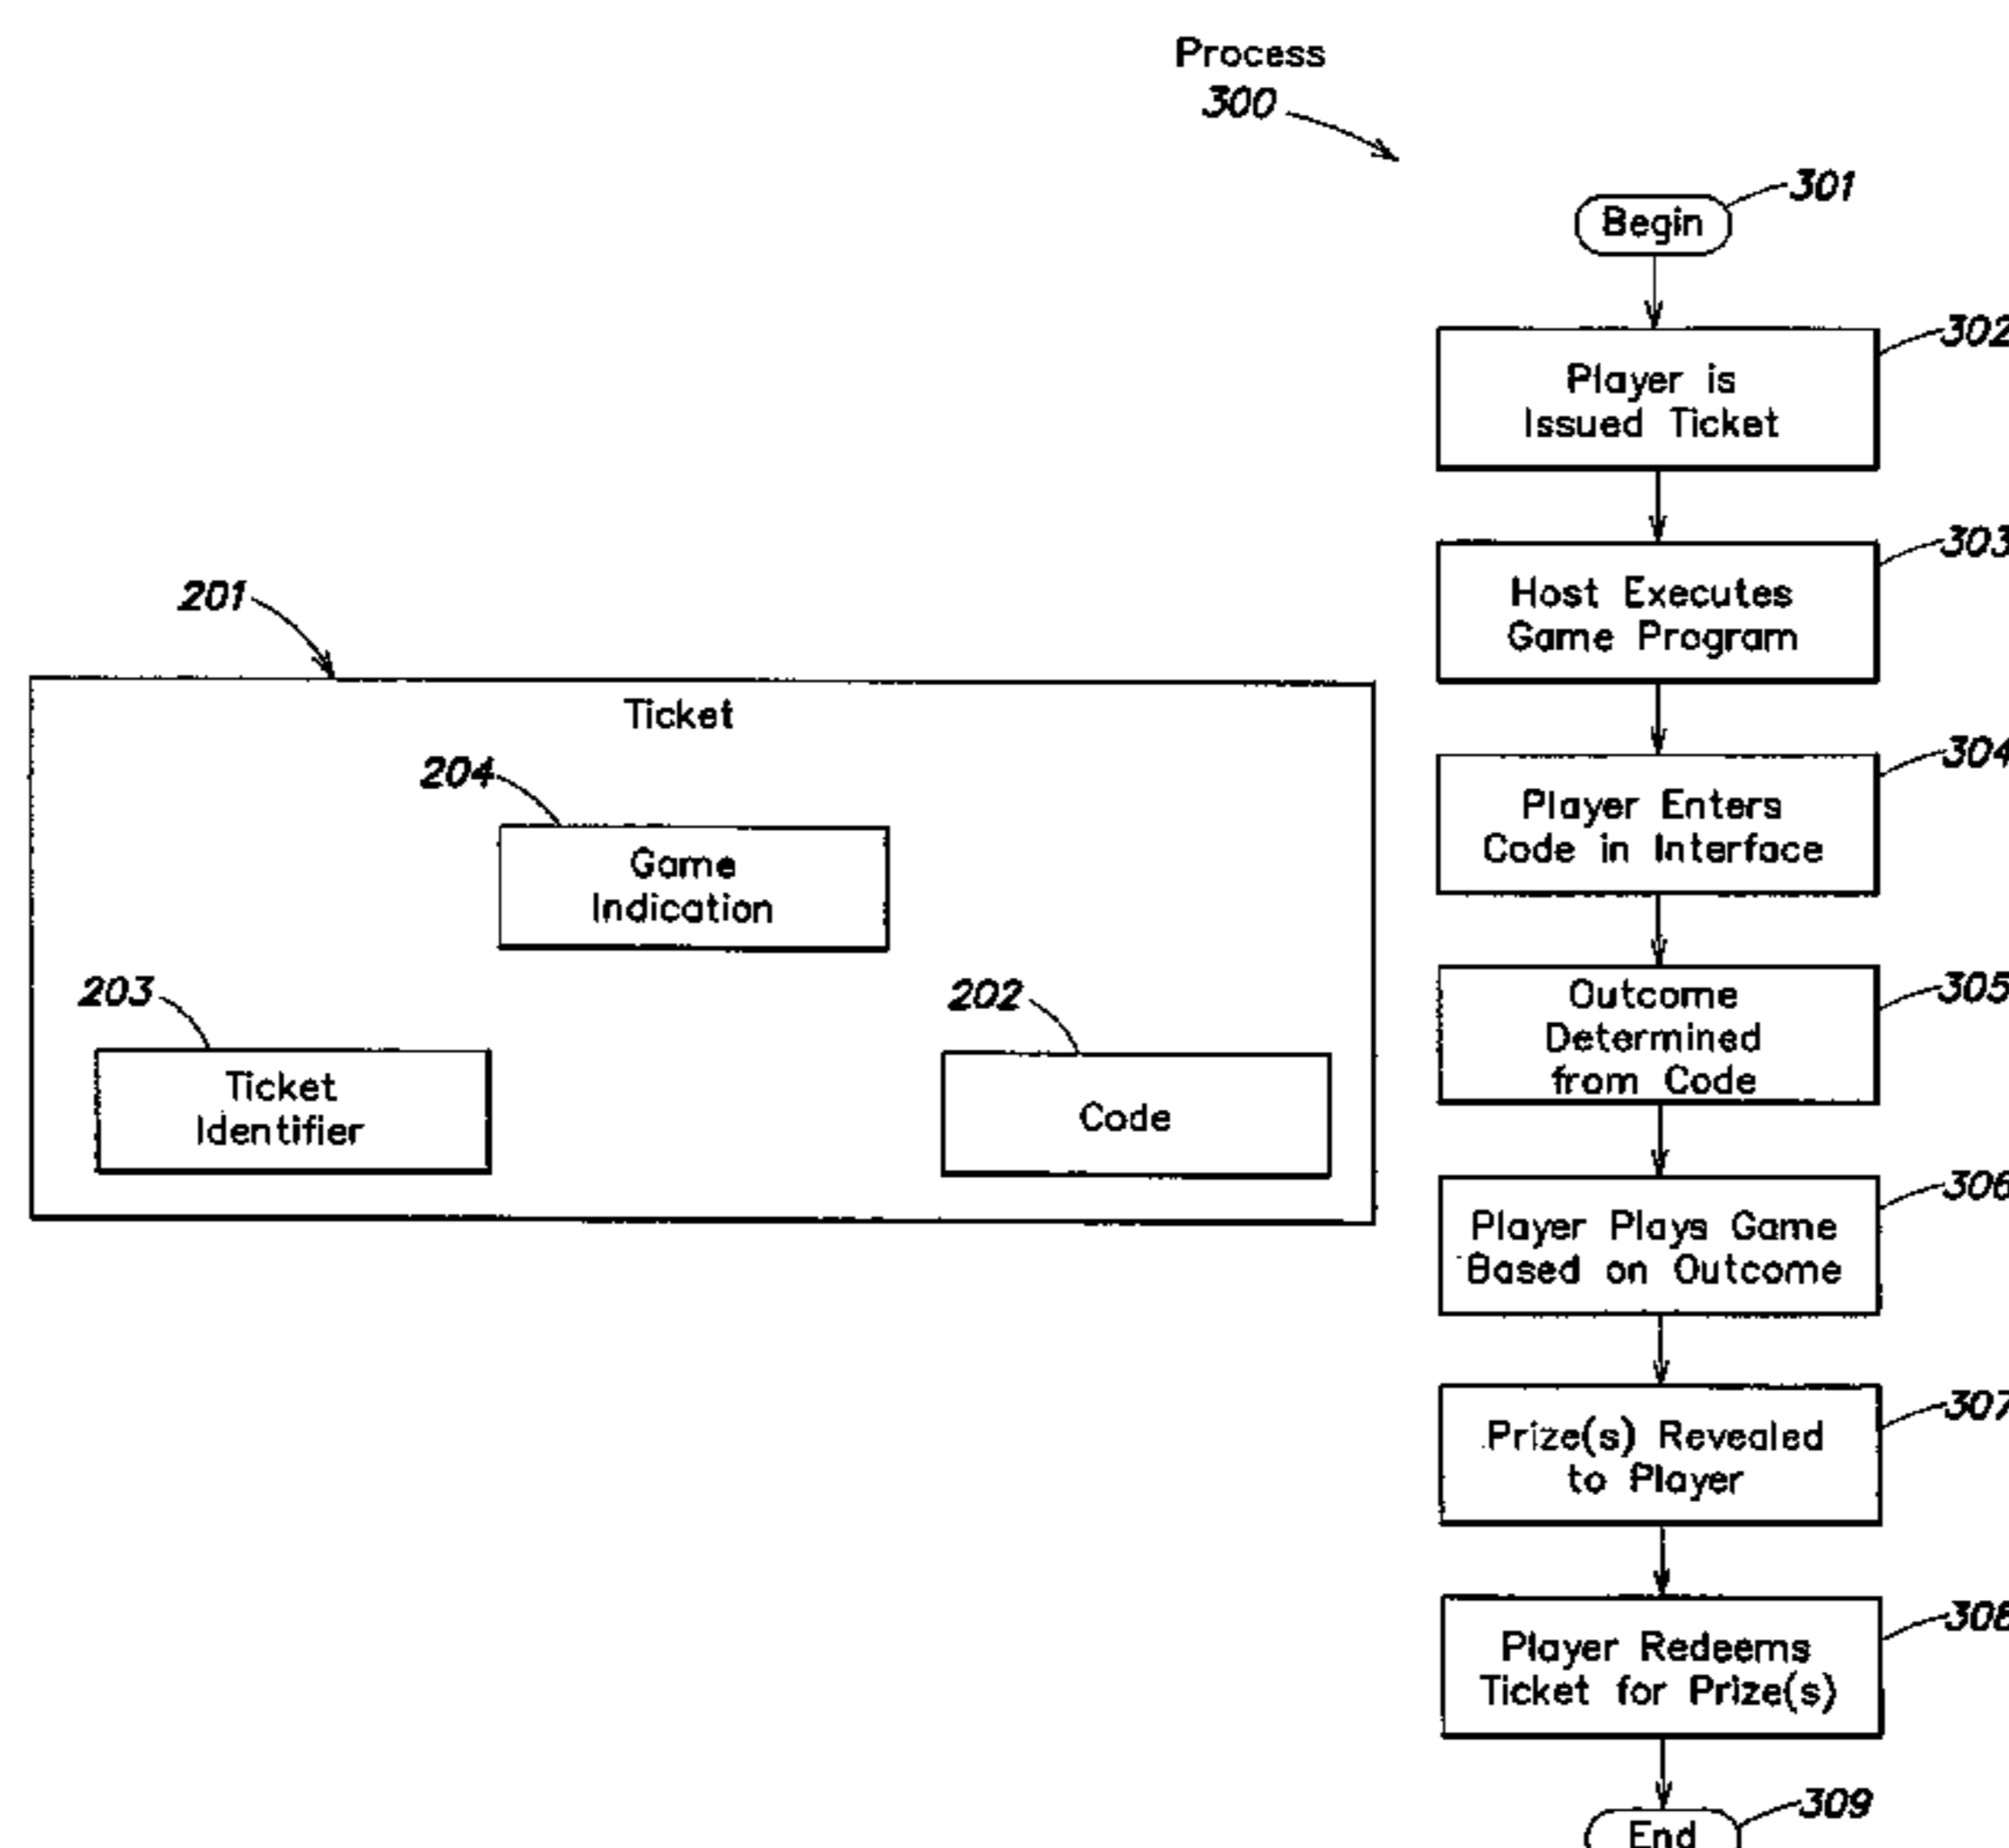 Process
300
301
Begin
302
Player is
Issued Ticket
303
Host Executes
Game Program
304
Player Enters
Code in Interface
305
Outcome
Determined
from Code
306
Player Plays Game
Based on Outcome
307
Prize(s) Revealed
to Player
308
Player Redeems
Ticket for Prize(s)
309
End
201
Ticket
204
Game
Indication
203
Ticket
Identifier
202
Code